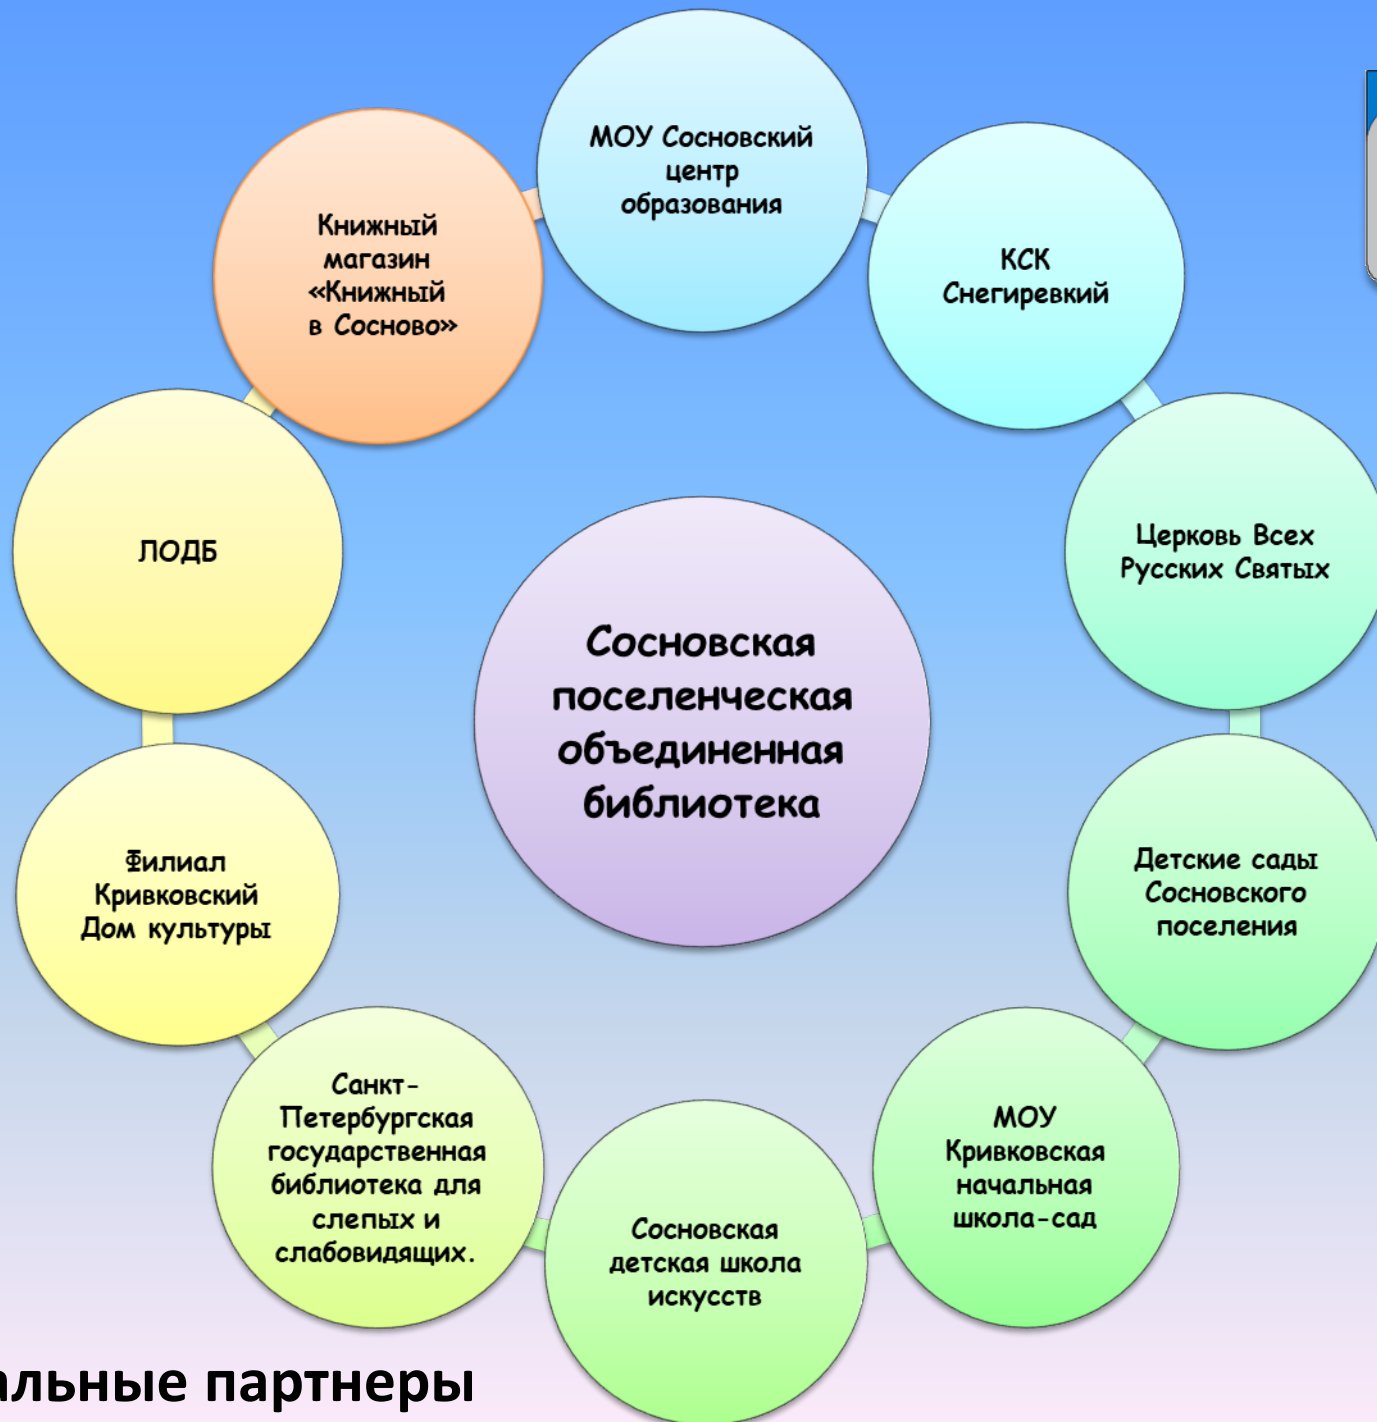 МОУ Сосновский
центр
образования
КСК
Снегиревкий
Церковь Всех
Русских Святых
Детские сады
Сосновского
поселения
МОУ
Кривковская
начальная
школа-сад
Сосновская
детская школа
искусств
Санкт-
Петербургская
государственная
библиотека для
слепых и
слабовидящих.
Филиал
Кривковский
Дом культуры
ЛОДБ
Книжный
магазин
«Книжный
в Сосново»
Сосновская
поселенческая
объединенная
библиотека
альные партнеры